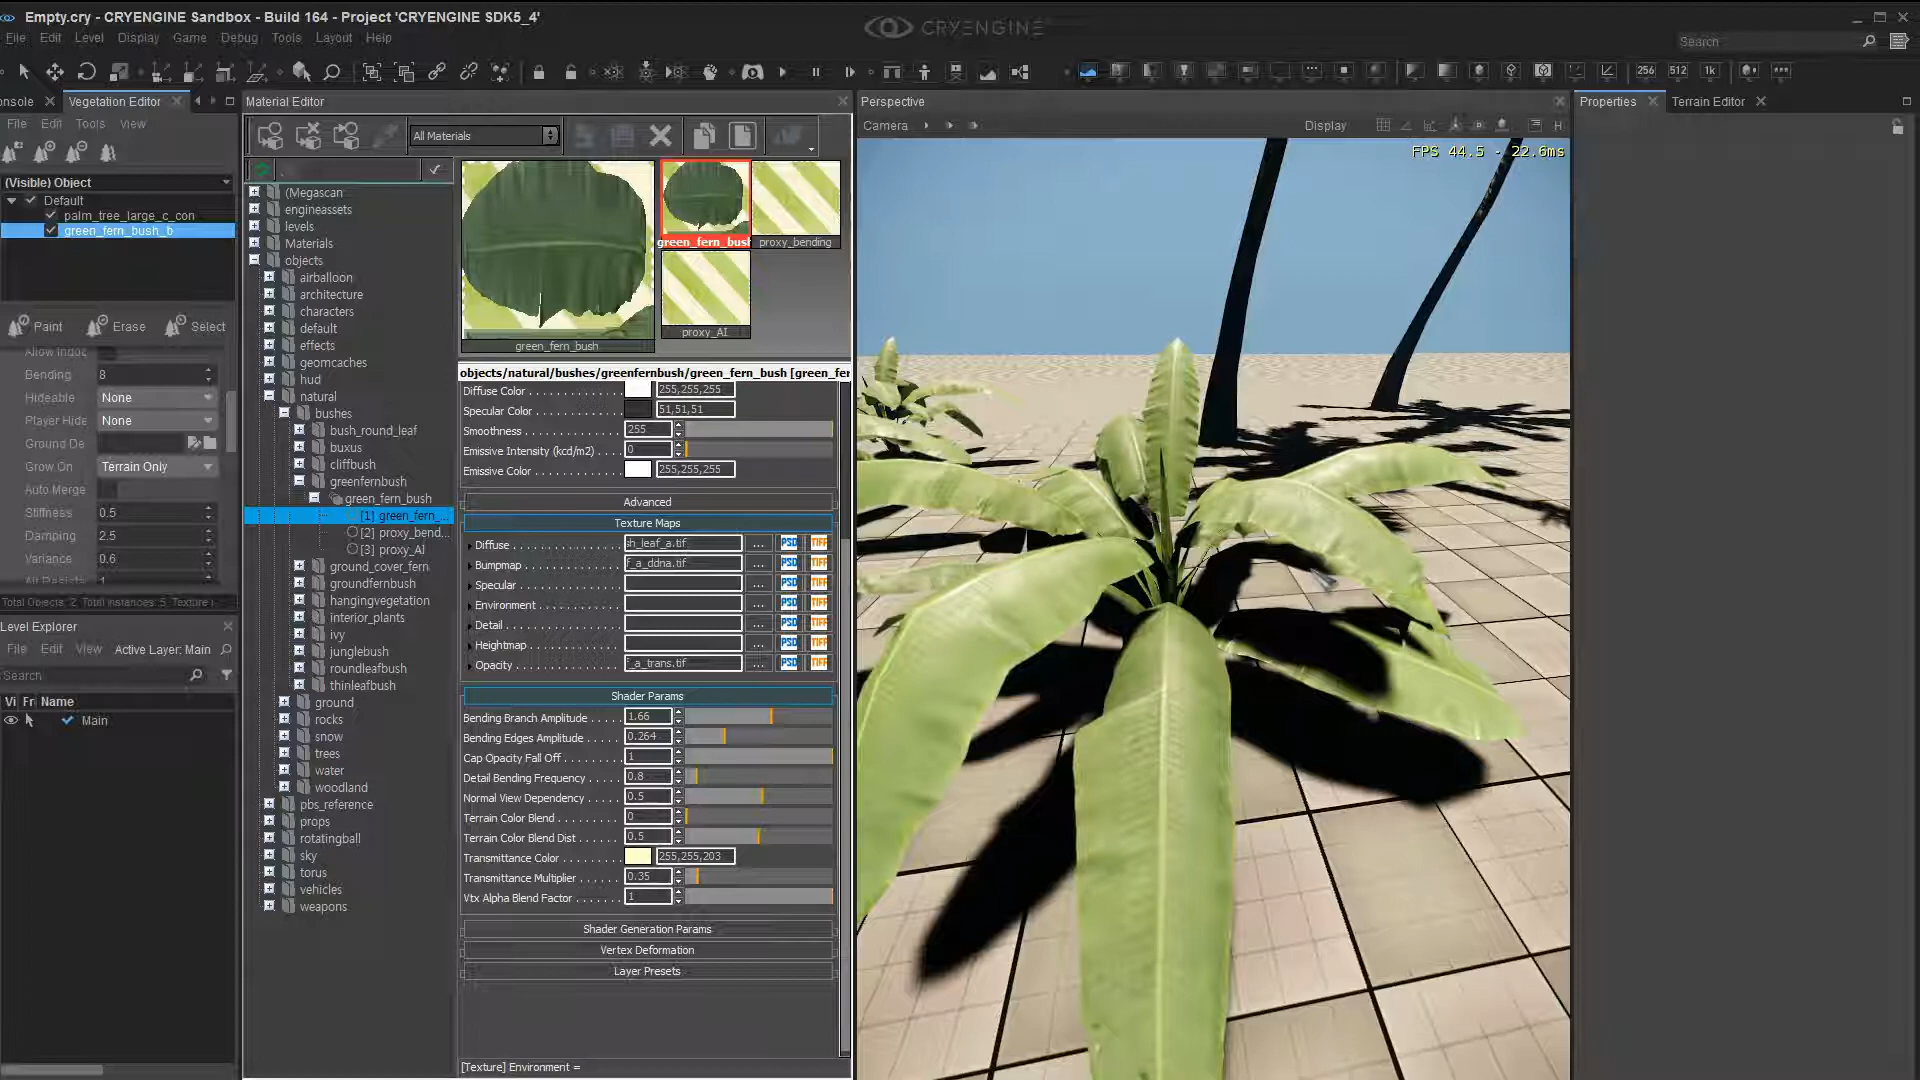 Empty.cry - CRYENGINE Sandbox - Build 164 - Project 'CRYENGINE SDK5_4'
CRYENGINE
File Edit Level Display Game Debug Tools Layout Help
Search
256 512 1k
onsole
Vegetation Editor
File Edit Tools View
(Visible) Object
Default
palm_tree_large_c_con
green_fern_bush_b
Paint Erase Select
Allow Indoo
Bending 8
Hideable None
Player Hide None
Ground De
Grow On Terrain Only
Auto Merge
Stiffness 0.5
Damping 2.5
Variance 0.6
Total Objects: 2 Total Instances: 5 Texture
Level Explorer
File Edit View Active Layer: Main
Search
Vi Fr Name
Main
Material Editor
All Materials
(Megascan
engineassets
levels
Materials
objects
airballoon
architecture
characters
default
effects
geomcaches
hud
natural
bushes
bush_round_leaf
buxus
cliffbush
greenfernbush
green_fern_bush
[1] green_fern_...
[2] proxy_bend...
[3] proxy_AI
ground_cover_fern
groundfernbush
hangingvegetation
interior_plants
ivy
junglebush
roundleafbush
thinleafbush
ground
rocks
snow
trees
water
woodland
pbs_reference
props
rotatingball
sky
torus
vehicles
weapons
green_fern_bush
green_fern_bush
proxy_bending
proxy_AI
objects/natural/bushes/greenfernbush/green_fern_bush [green_fer
Diffuse Color 255,255,255
Specular Color 51,51,51
Smoothness 255
Emissive Intensity (kcd/m2) 0
Emissive Color 255,255,255
Advanced
Texture Maps
Diffuse sh_leaf_a.tif ... PSD TIFF
Bumpmap f_a_ddna.tif ... PSD TIFF
Specular ... PSD TIFF
Environment ... PSD TIFF
Detail ... PSD TIFF
Heightmap ... PSD TIFF
Opacity f_a_trans.tif ... PSD TIFF
Shader Params
Bending Branch Amplitude 1.66
Bending Edges Amplitude 0.264
Cap Opacity Fall Off 1
Detail Bending Frequency 0.8
Normal View Dependency 0.5
Terrain Color Blend 0
Terrain Color Blend Dist 0.5
Transmittance Color 255,255,203
Transmittance Multiplier 0.35
Vtx Alpha Blend Factor 1
Shader Generation Params
Vertex Deformation
Layer Presets
[Texture] Environment =
Perspective
Camera
Display
H
FPS 44.5 - 22.6ms
Properties
Terrain Editor